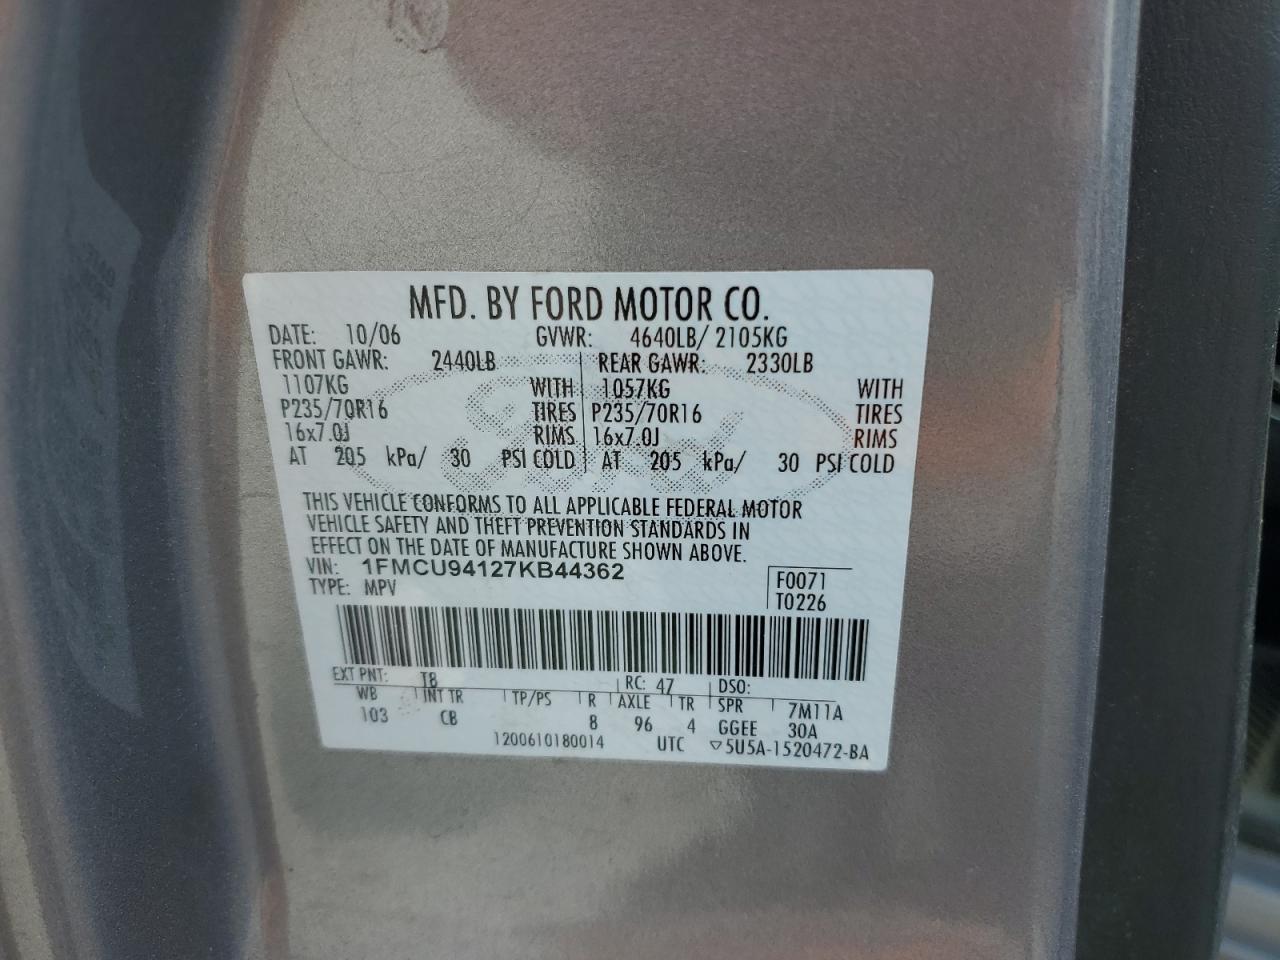 MFD. BY FORD MOTOR CO.
DATE: 10/06 GVWR: 4640LB/ 2105KG
FRONT GAWR: 2440LB REAR GAWR: 2330LB
1107KG WITH 1057KG WITH
P235/70R16 TIRES P235/70R16 TIRES
16x7.0J RIMS 16x7.0J RIMS
AT 205 kPa/ 30 PSI COLD AT 205 kPa/ 30 PSI COLD
THIS VEHICLE CONFORMS TO ALL APPLICABLE FEDERAL MOTOR
VEHICLE SAFETY AND THEFT PREVENTION STANDARDS IN
EFFECT ON THE DATE OF MANUFACTURE SHOWN ABOVE.
VIN: 1FMCU94127KB44362
TYPE: MPV
F0071
T0226
EXT PNT: T8 RC: 47 DSO:
WB INT TR TP/PS R AXLE TR SPR 7M11A
103 CB 8 96 4 GGEE 30A
1200610180014 UTC ▽5U5A-1520472-BA